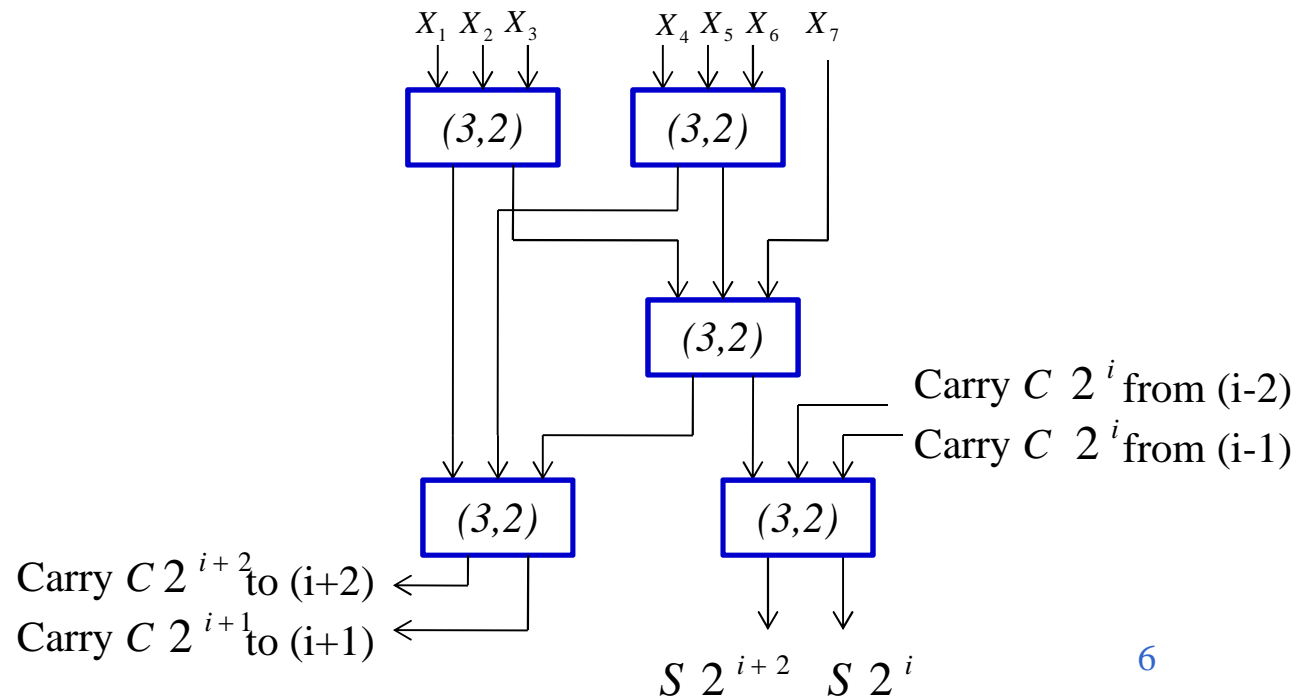 X₁ X₂ X₃ X₄ X₅ X₆ X₇
(3,2) (3,2)
(3,2)
Carry C 2 ⁱ from (i-2)
Carry C 2 ⁱ from (i-1)
(3,2) (3,2)
Carry C 2 ⁱ⁺² to (i+2)
Carry C 2 ⁱ⁺¹ to (i+1)
S 2 ⁱ⁺² S 2 ⁱ
6